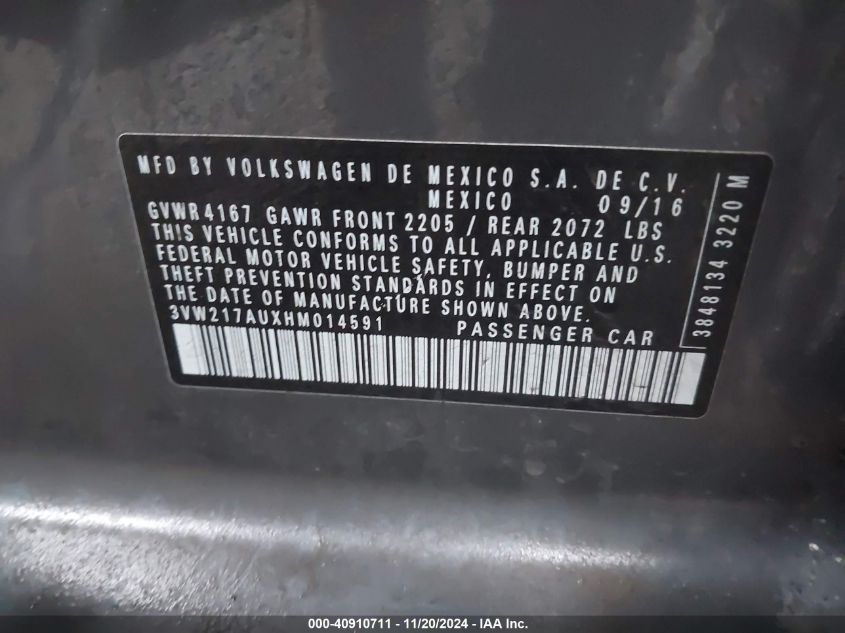 MFD BY VOLKSWAGEN DE MEXICO S.A. DE C.V.
MEXICO 09/16
GVWR 4167 GAWR FRONT 2205 / REAR 2072 LBS
THIS VEHICLE CONFORMS TO ALL APPLICABLE U.S.
FEDERAL MOTOR VEHICLE SAFETY, BUMPER AND
THEFT PREVENTION STANDARDS IN EFFECT ON
THE DATE OF MANUFACTURE SHOWN ABOVE.
3VW217AUXHM014591 PASSENGER CAR
3848134 3220 M
000-40910711 - 11/20/2024 - IAA Inc.